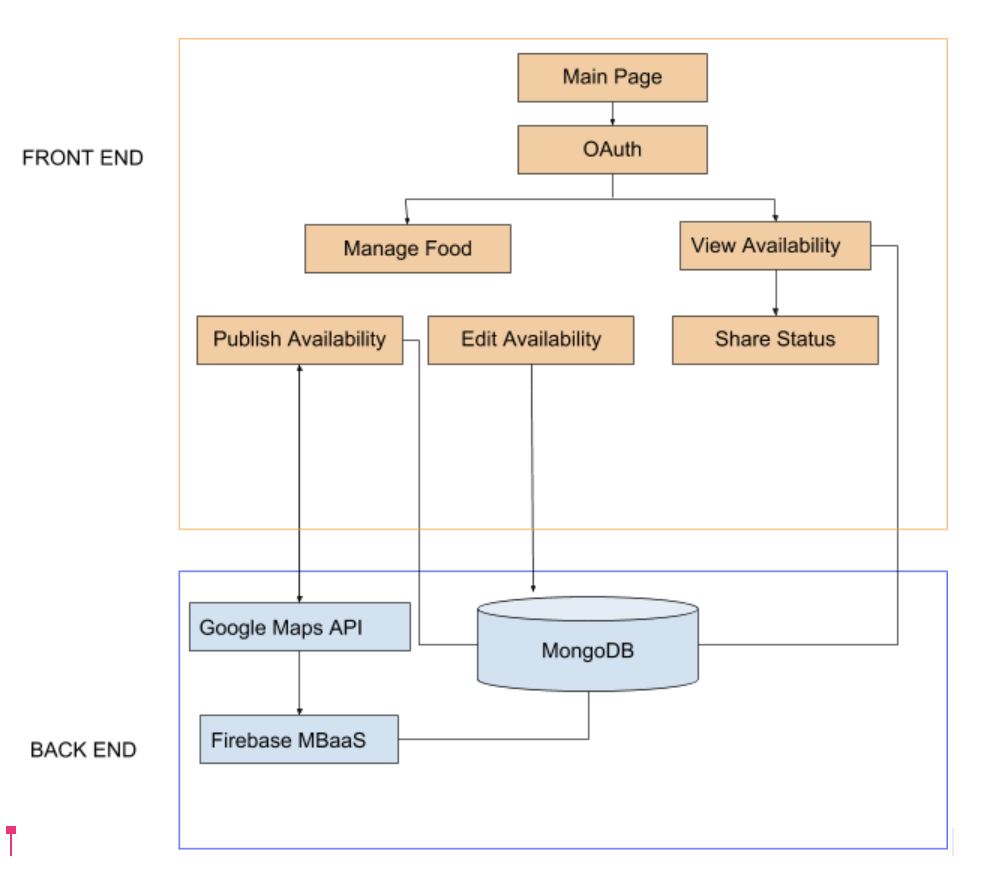 Main Page
FRONT END
OAuth
Manage Food
View Availability
Publish Availability
Edit Availability
Share Status
Google Maps API
MongoDB
Firebase MBaaS
BACK END